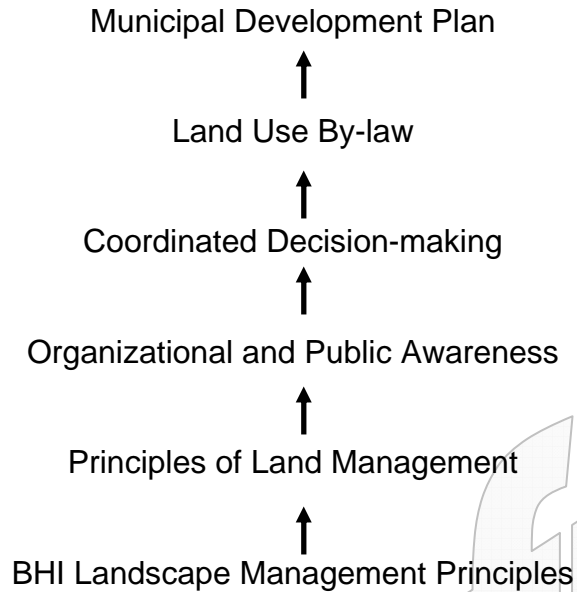 Municipal Development Plan
Land Use By-law
Coordinated Decision-making
Organizational and Public Awareness
Principles of Land Management
BHI Landscape Management Principles